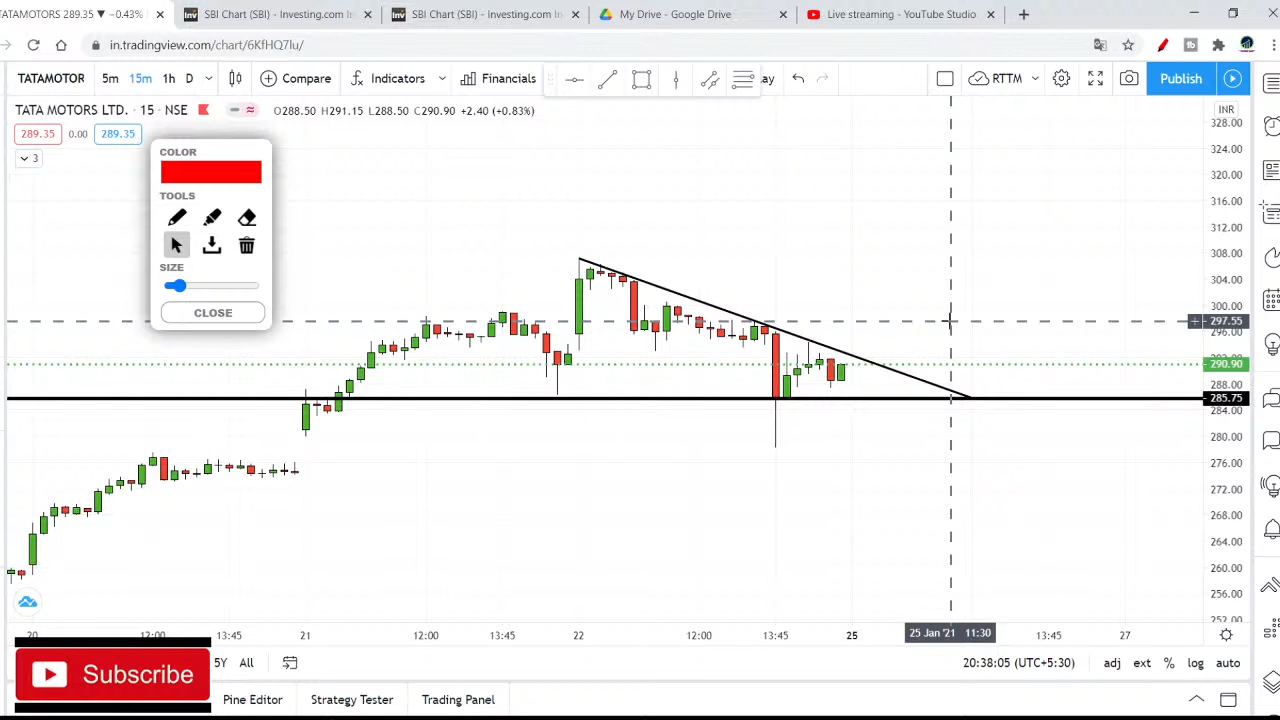 TATAMOTORS 289.35 ▼ −0.43%
SBI Chart (SBI) - Investing.com In
SBI Chart (SBI) - Investing.com In
My Drive - Google Drive
Live streaming - YouTube Studio
in.tradingview.com/chart/6KfHQ7lu/
TATAMOTOR 5m 15m 1h D Compare Indicators Financials lay RTTM Publish
TATA MOTORS LTD. · 15 · NSE O288.50 H291.15 L288.50 C290.90 +2.40 (+0.83%)
INR
289.35 0.00 289.35
3
COLOR
TOOLS
SIZE
CLOSE
328.00
324.00
320.00
316.00
312.00
308.00
304.00
300.00
297.55
296.00
290.90
288.00
285.75
284.00
280.00
276.00
272.00
268.00
264.00
260.00
256.00
252.00
20 12:00 13:45 21 12:00 13:45 22 12:00 13:45 25 25 Jan '21 11:30 13:45 27
5Y All 20:38:05 (UTC+5:30) adj ext % log auto
Subscribe
Pine Editor Strategy Tester Trading Panel